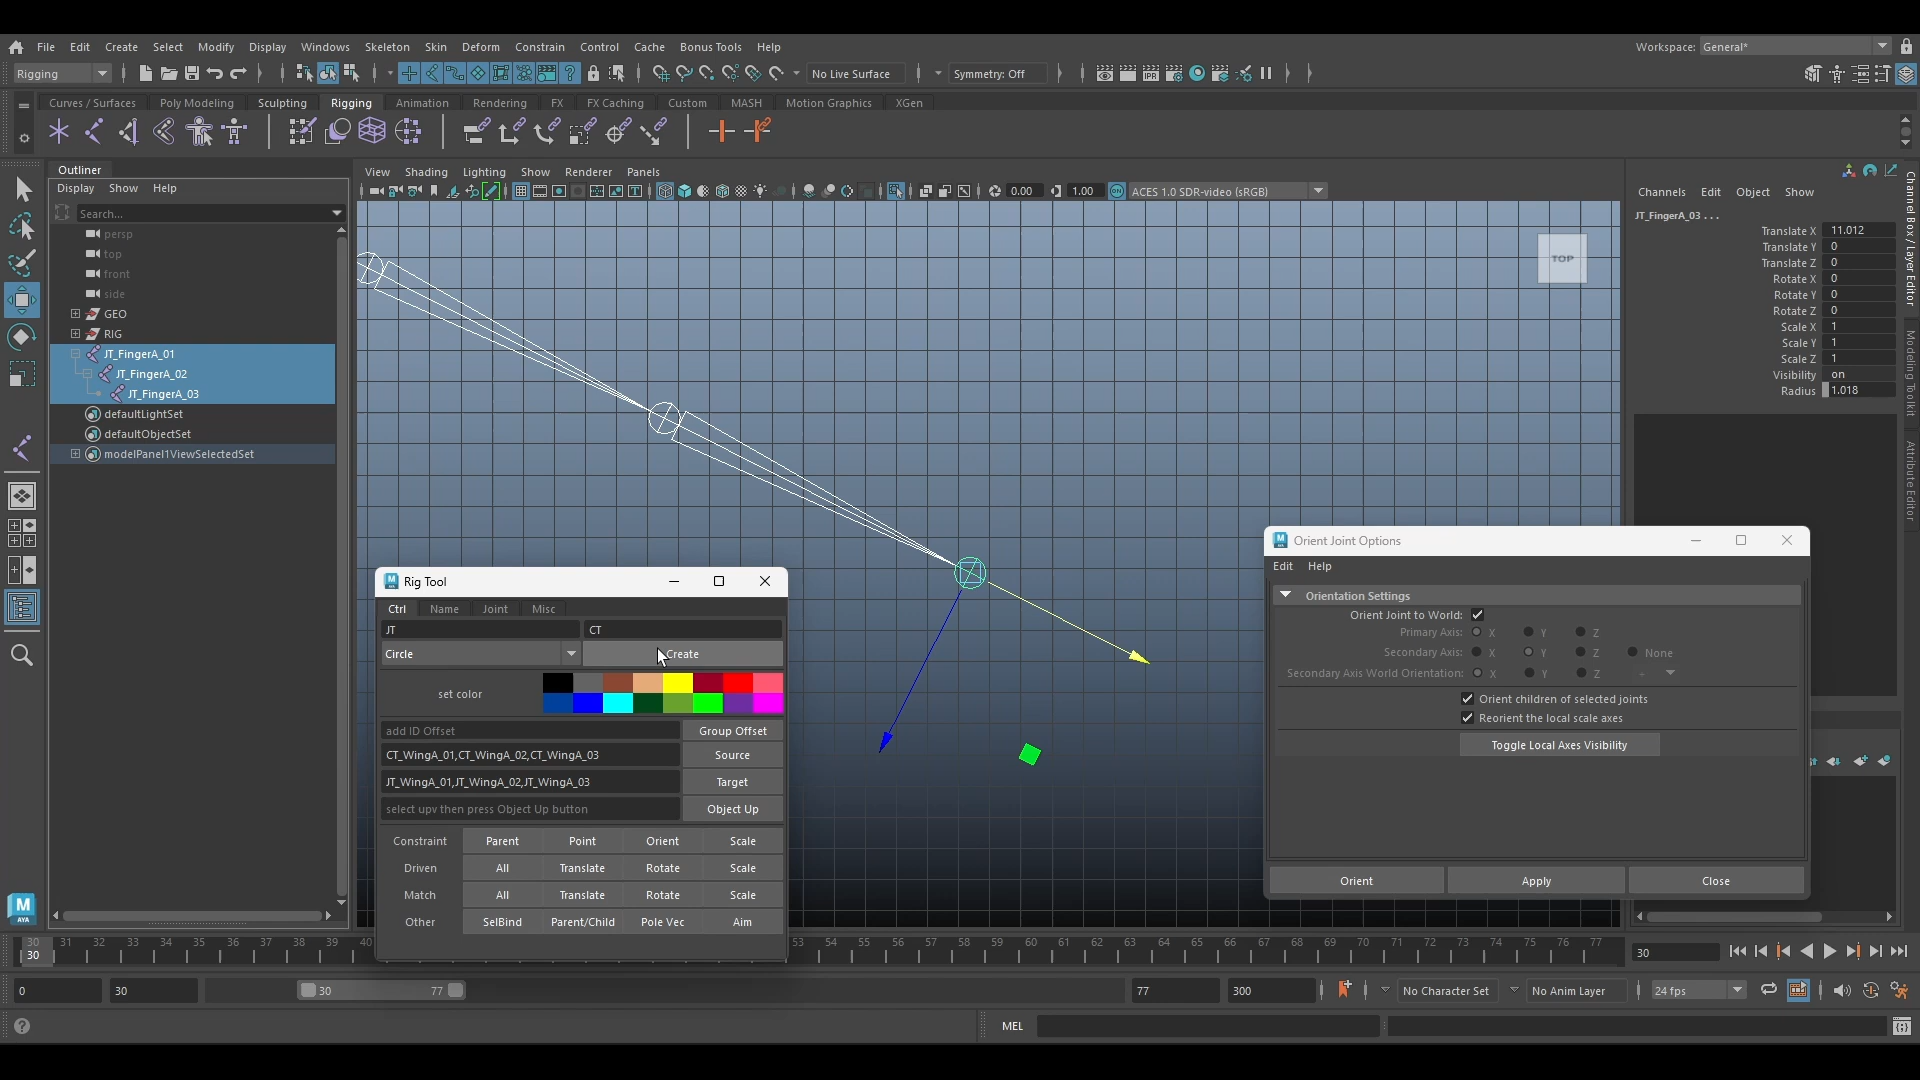 File Edit Create Select Modify Display Windows Skeleton Skin Deform Constrain Control Cache Bonus Tools Help
Workspace: General*
Rigging
No Live Surface
Symmetry: Off
IPR
Curves / Surfaces Poly Modeling Sculpting Rigging Animation Rendering FX FX Caching Custom MASH Motion Graphics XGen
Outliner
Display Show Help
Search...
persp
top
front
side
GEO
RIG
JT_FingerA_01
JT_FingerA_02
JT_FingerA_03
defaultLightSet
defaultObjectSet
modelPanel1ViewSelectedSet
View Shading Lighting Show Renderer Panels
0.00 1.00 ON ACES 1.0 SDR-video (sRGB)
TOP
Channels Edit Object Show
JT_FingerA_03 ...
Translate X 11.012
Translate Y 0
Translate Z 0
Rotate X 0
Rotate Y 0
Rotate Z 0
Scale X 1
Scale Y 1
Scale Z 1
Visibility on
Radius 1.018
Channel Box / Layer Editor
Modeling Toolkit
Attribute Editor
Rig Tool
Ctrl Name Joint Misc
JT CT
Circle Create
set color
add ID Offset Group Offset
CT_WingA_01,CT_WingA_02,CT_WingA_03 Source
JT_WingA_01,JT_WingA_02,JT_WingA_03 Target
select upv then press Object Up button Object Up
Constraint Parent Point Orient Scale
Driven All Translate Rotate Scale
Match All Translate Rotate Scale
Other SelBind Parent/Child Pole Vec Aim
Orient Joint Options
Edit Help
Orientation Settings
Orient Joint to World:
Primary Axis: X Y Z
Secondary Axis: X Y Z None
Secondary Axis World Orientation: X Y Z +
Orient children of selected joints
Reorient the local scale axes
Toggle Local Axes Visibility
Orient Apply Close
M
AYA
30 31 32 33 34 35 36 37 38 39 40 53 54 55 56 57 58 59 60 61 62 63 64 65 66 67 68 69 70 71 72 73 74 75 76 77
30
30
0 30 30 77 77 300 No Character Set No Anim Layer 24 fps
MEL